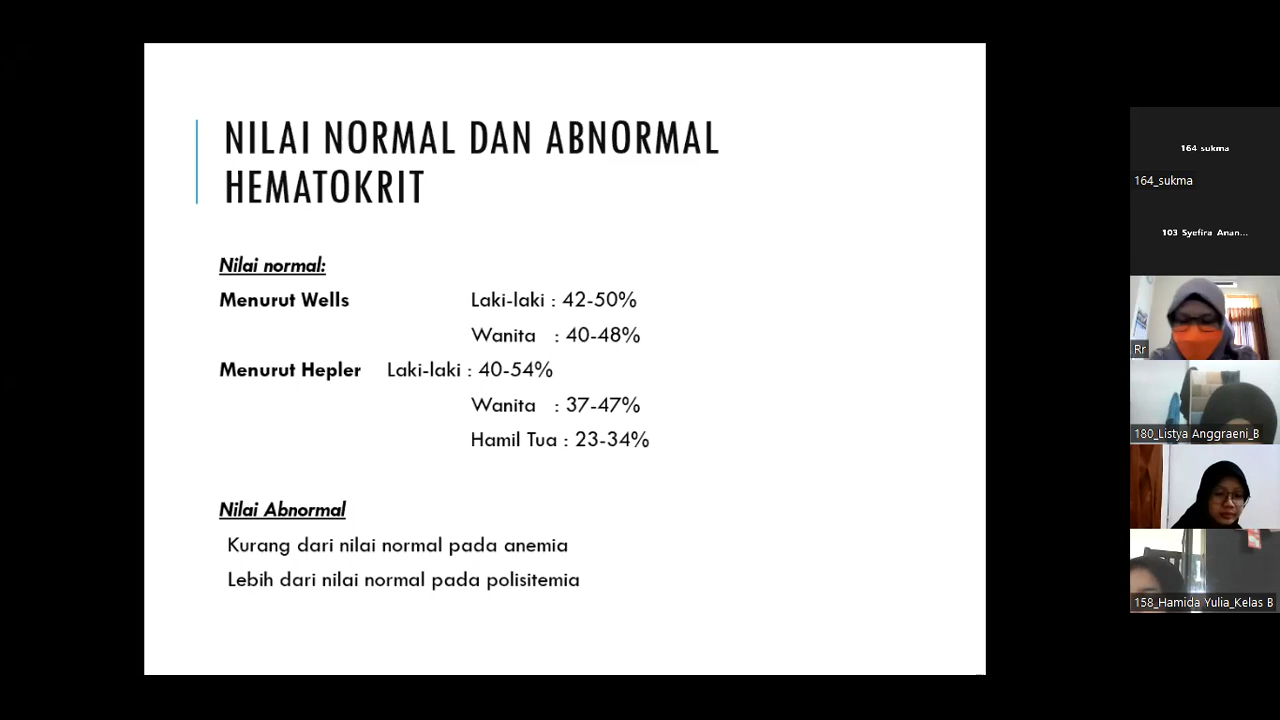 NILAI NORMAL DAN ABNORMAL
HEMATOKRIT
Nilai normal:
Menurut Wells Laki-laki : 42-50%
Wanita : 40-48%
Menurut Hepler Laki-laki : 40-54%
Wanita : 37-47%
Hamil Tua : 23-34%
Nilai Abnormal
Kurang dari nilai normal pada anemia
Lebih dari nilai normal pada polisitemia
164 sukma
164_sukma
103 Syefira Anan...
Rr
180_Listya Anggraeni_B
158_Hamida Yulia_Kelas B